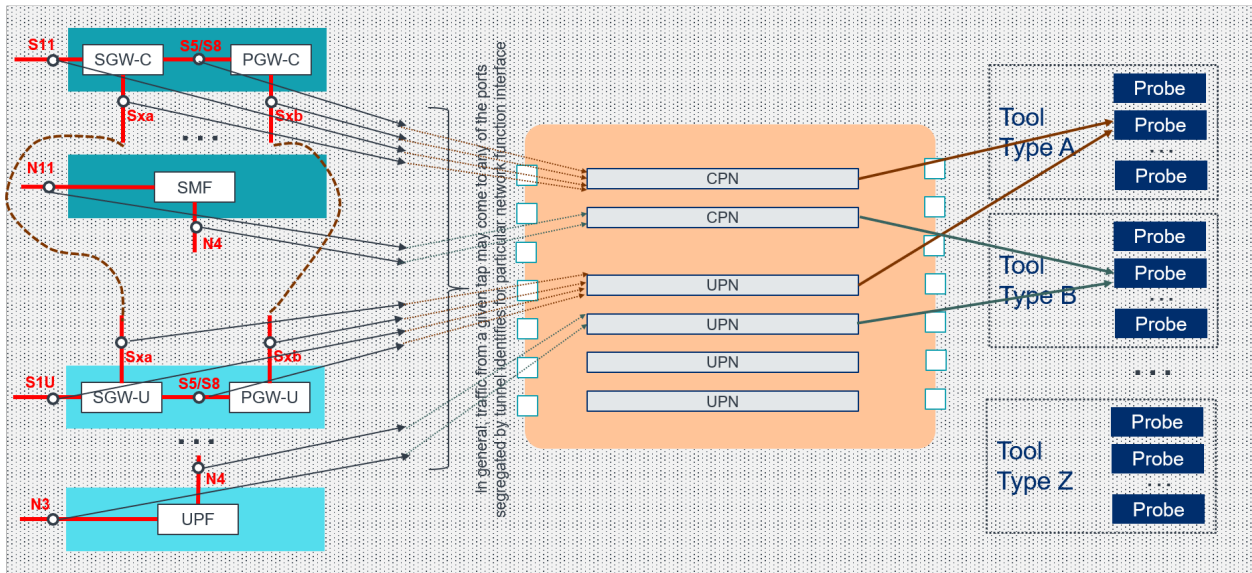 S11
SGW-C
S5/S8
PGW-C
Sxa
Sxb
...
N11
SMF
N4
Sxa
Sxb
S1U
SGW-U
S5/S8
PGW-U
...
N4
N3
UPF
In general, traffic from a given tap may come to any of the ports
segregated by tunnel identifies for particular network function interface
CPN
CPN
UPN
UPN
UPN
UPN
Tool
Type A
Probe
Probe
...
Probe
Tool
Type B
Probe
Probe
...
Probe
...
Tool
Type Z
Probe
Probe
...
Probe